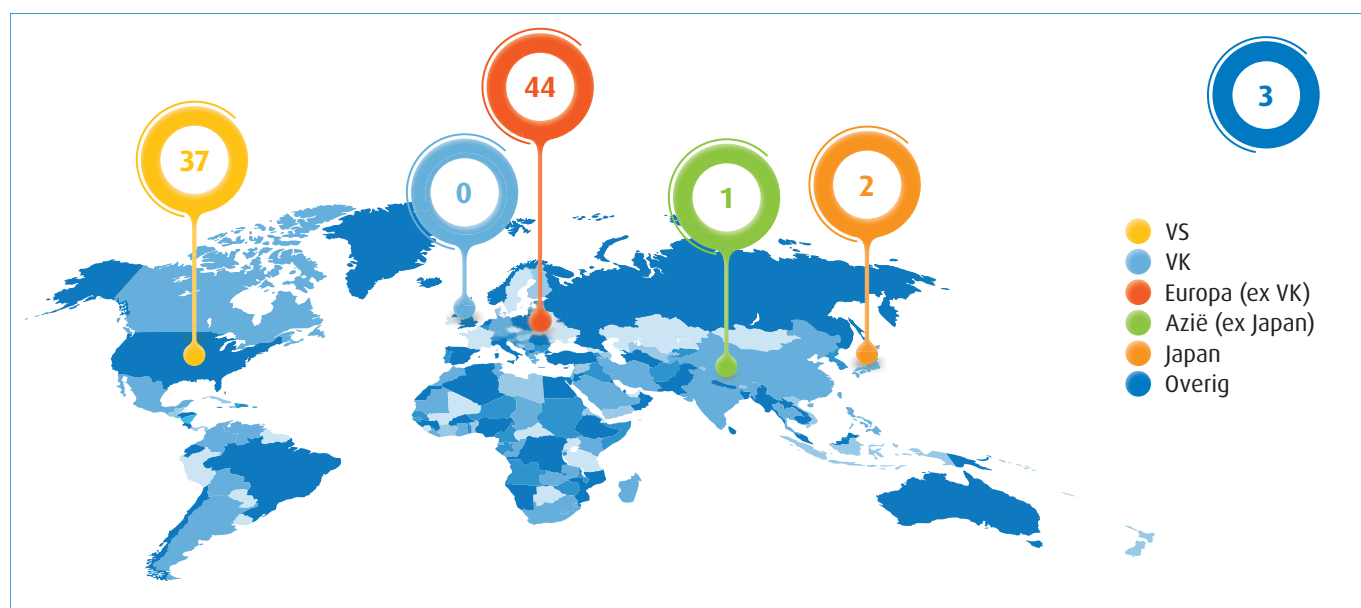 44
3
37
0
1
2
VS
VK
Europa (ex VK)
Azië (ex Japan)
Japan
Overig